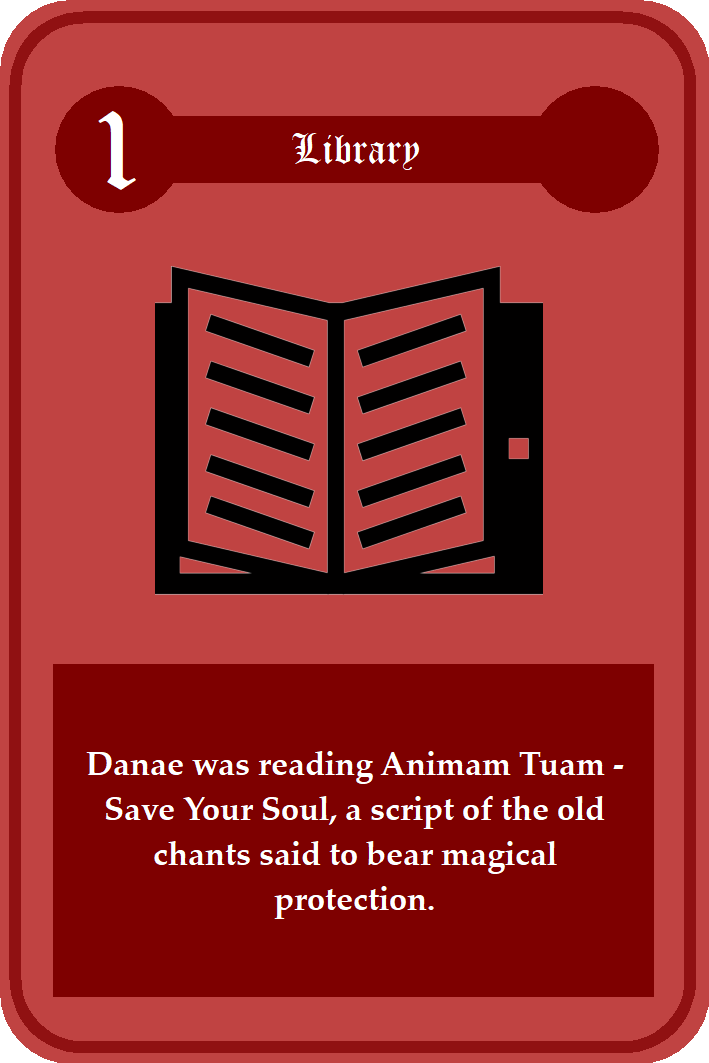 1
Library
Danae was reading Animam Tuam -
Save Your Soul, a script of the old
chants said to bear magical
protection.